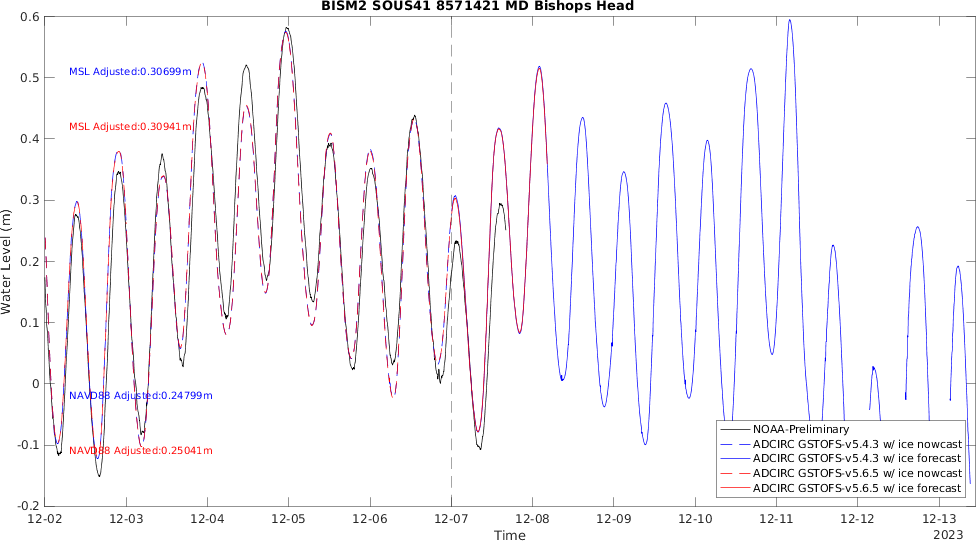 BISM2 SOUS41 8571421 MD Bishops Head
0.6
0.5
0.4
0.3
0.2
0.1
0
-0.1
-0.2
Water Level (m)
MSL Adjusted:0.30699m
MSL Adjusted:0.30941m
NAVD88 Adjusted:0.24799m
NAVD88 Adjusted:0.25041m
NOAA-Preliminary
ADCIRC GSTOFS-v5.4.3 w/ ice nowcast
ADCIRC GSTOFS-v5.4.3 w/ ice forecast
ADCIRC GSTOFS-v5.6.5 w/ ice nowcast
ADCIRC GSTOFS-v5.6.5 w/ ice forecast
12-02 12-03 12-04 12-05 12-06 12-07 12-08 12-09 12-10 12-11 12-12 12-13
2023
Time